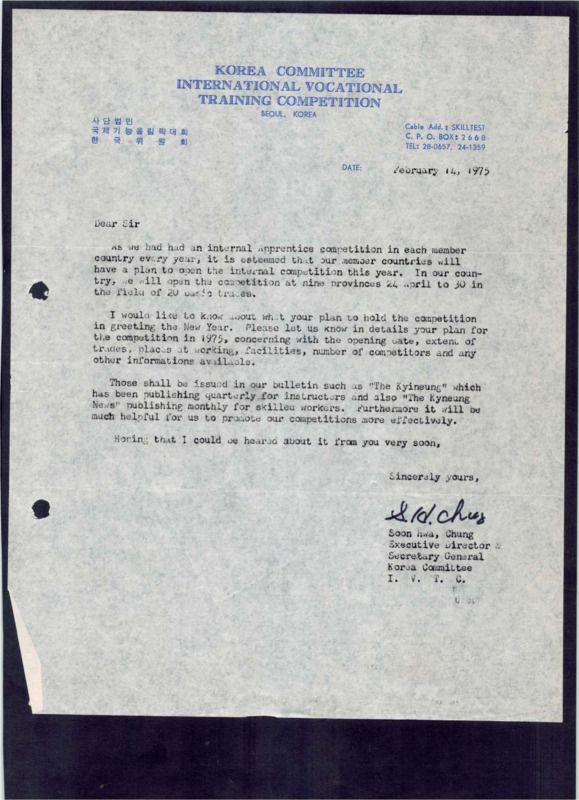 KOREA COMMITTEE
INTERNATIONAL VOCATIONAL
TRAINING COMPETITION
SEOUL, KOREA
사단법인
국제기능올림픽대회
한국위원회
Cable Add.: SKILLTEST
C. P. O. BOX: 2668
TEL: 28-0657, 24-1359
DATE: February 14, 1975
Dear Sir
As we had had an internal Apprentice competition in each member
country every year, it is esteemed that our member countries will
have a plan to open the internal competition this year. In our coun-
try, we will open the competition at nine provinces 24 April to 30 in
the field of 20 basic trades.
I would like to know about what your plan to hold the competition
in greeting the New Year. Please let us know in details your plan for
the competition in 1975, concerning with the opening date, extent of
trades, places at working, facilities, number of competitors and any
other informations available.
Those shall be issued in our bulletin such as "The Kyineung" which
has been publishing quarterly for instructors and also "The Kyneung
News" publishing monthly for skilled workers. Furthermore it will be
much helpful for us to promote our competitions more effectively.
Hoping that I could be heared about it from you very soon,
Sincerely yours,
S.H. Chung
Soon hwa, Chung
Executive Director &
Secretary General
Korea Committee
I. V. T. C.